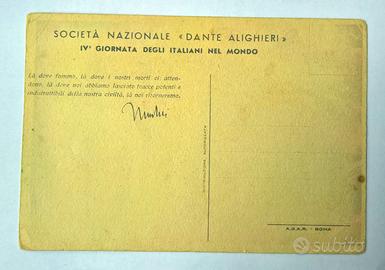 SOCIETÀ NAZIONALE «DANTE ALIGHIERI»
IVᵃ GIORNATA DEGLI ITALIANI NEL MONDO
Là dove fummo, là dove i nostri morti ci atten-
dono, là dove noi abbiamo lasciato tracce potenti e
indistruttibili della nostra civiltà, là noi ritorneremo.
A.G.A.R. - ROMA
subito